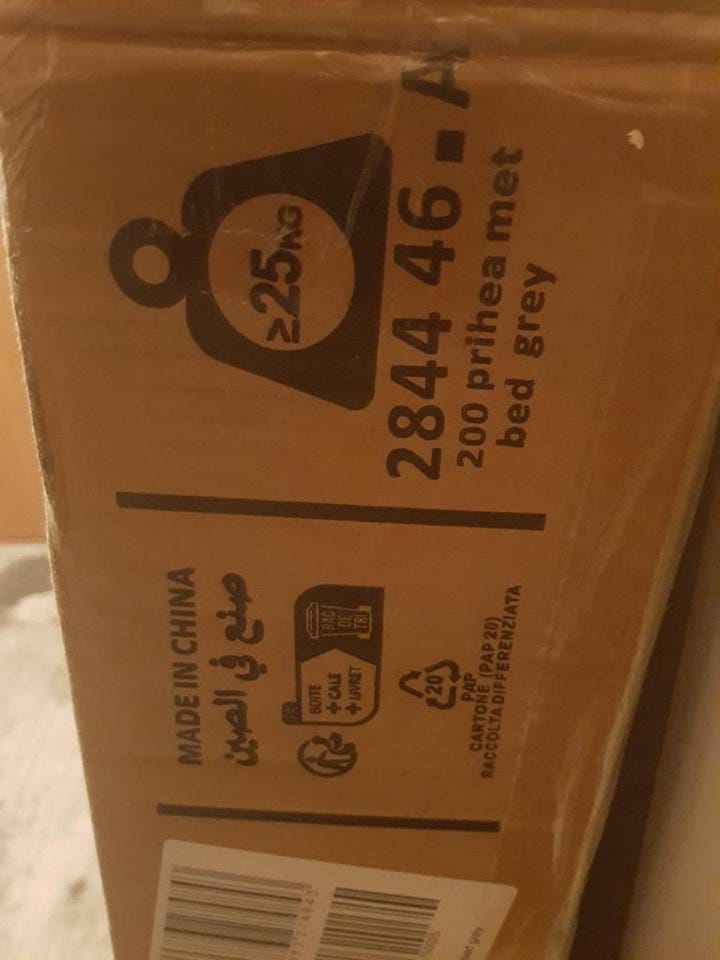 ≥25KG
2844 46 - A
200 prihea met
bed grey
MADE IN CHINA
صنع في الصين
FR
BOITE
+ CALE
+ LIVRET
BAC
DE
TRI
20
PAP
CARTONE (PAP 20)
RACCOLTA DIFFERENZIATA